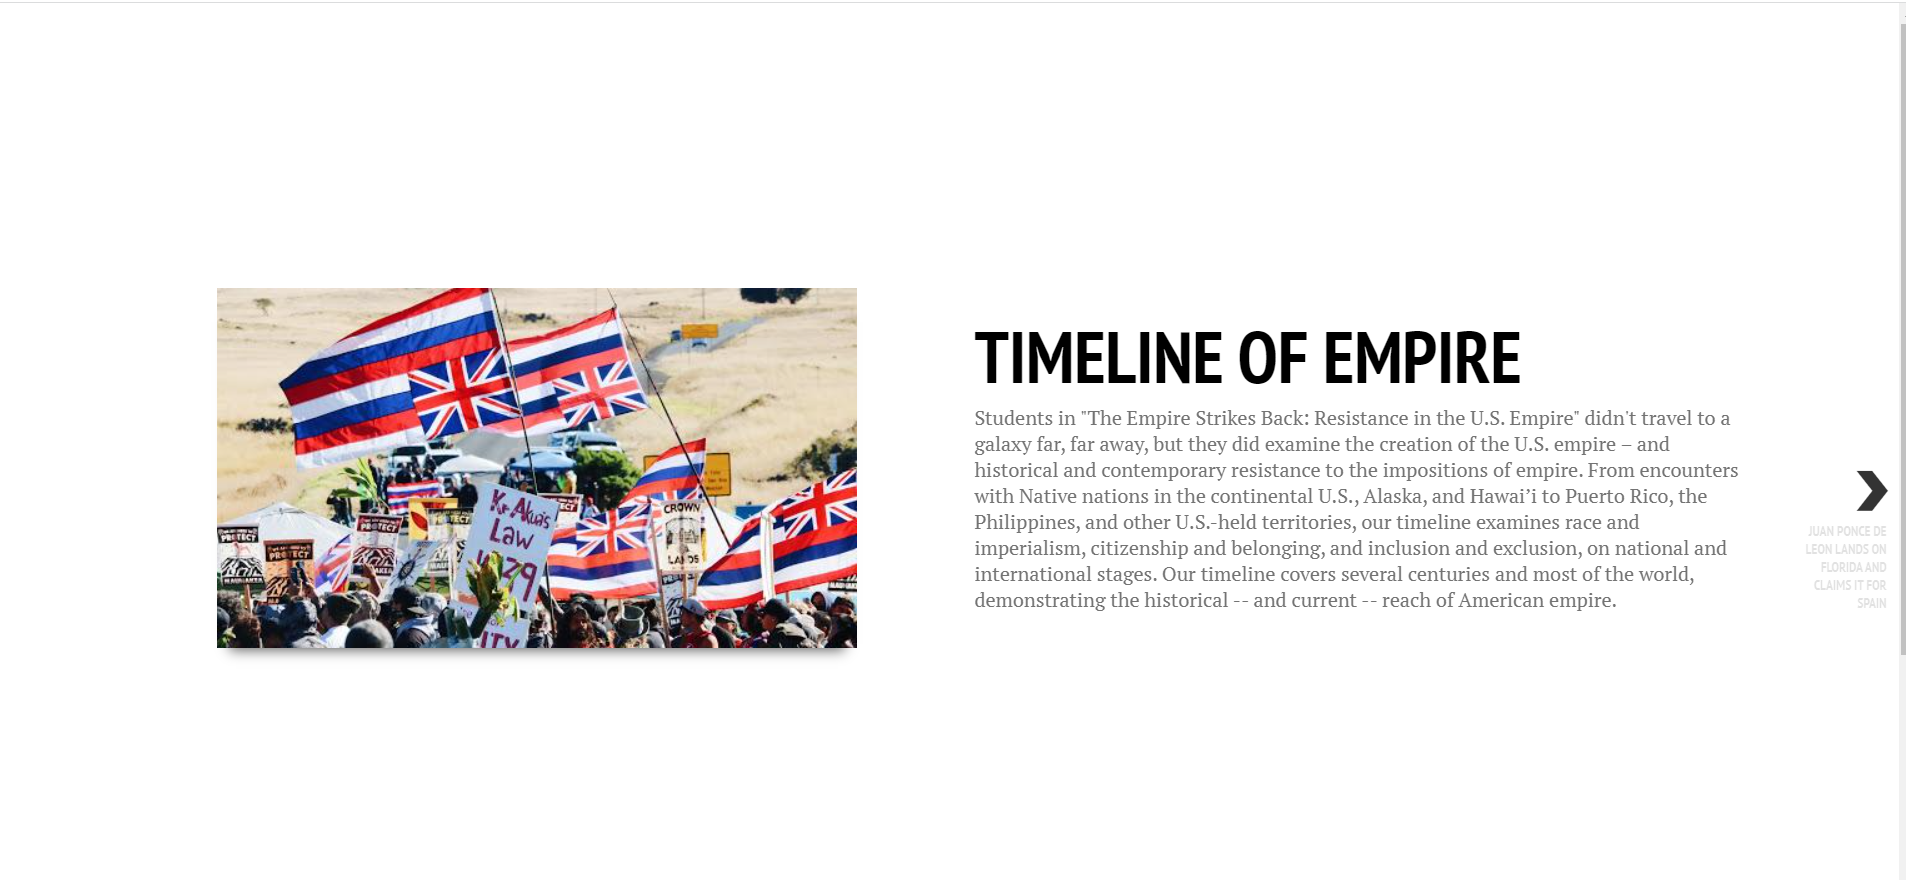 TIMELINE OF EMPIRE
Students in "The Empire Strikes Back: Resistance in the U.S. Empire" didn't travel to a
galaxy far, far away, but they did examine the creation of the U.S. empire – and
historical and contemporary resistance to the impositions of empire. From encounters
with Native nations in the continental U.S., Alaska, and Hawai’i to Puerto Rico, the
Philippines, and other U.S.-held territories, our timeline examines race and
imperialism, citizenship and belonging, and inclusion and exclusion, on national and
international stages. Our timeline covers several centuries and most of the world,
demonstrating the historical -- and current -- reach of American empire.
JUAN PONCE DE
LEON LANDS ON
FLORIDA AND
CLAIMS IT FOR
SPAIN
Ke Akua's
Law
ITY
CROWN
LANDS
PROTECT
PROTECT
PROTECT